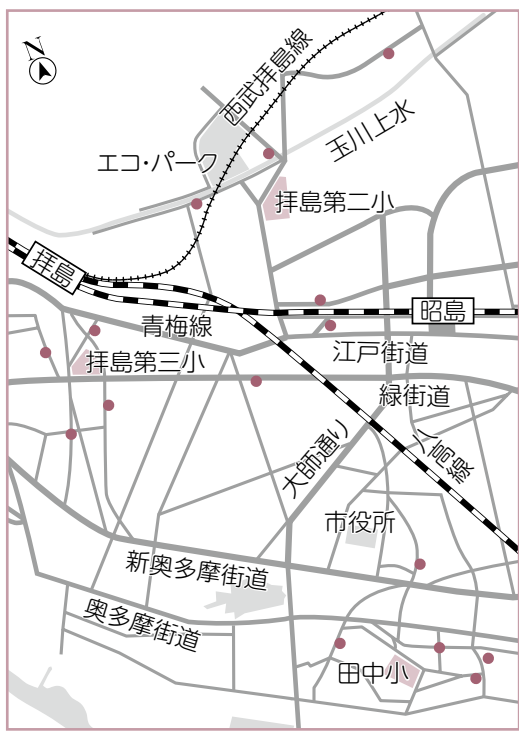 N
西武拝島線
玉川上水
エコ・パーク
拝島第二小
拝島
昭島
青梅線
江戸街道
拝島第三小
緑街道
大師通り
八高線
市役所
新奥多摩街道
奥多摩街道
田中小